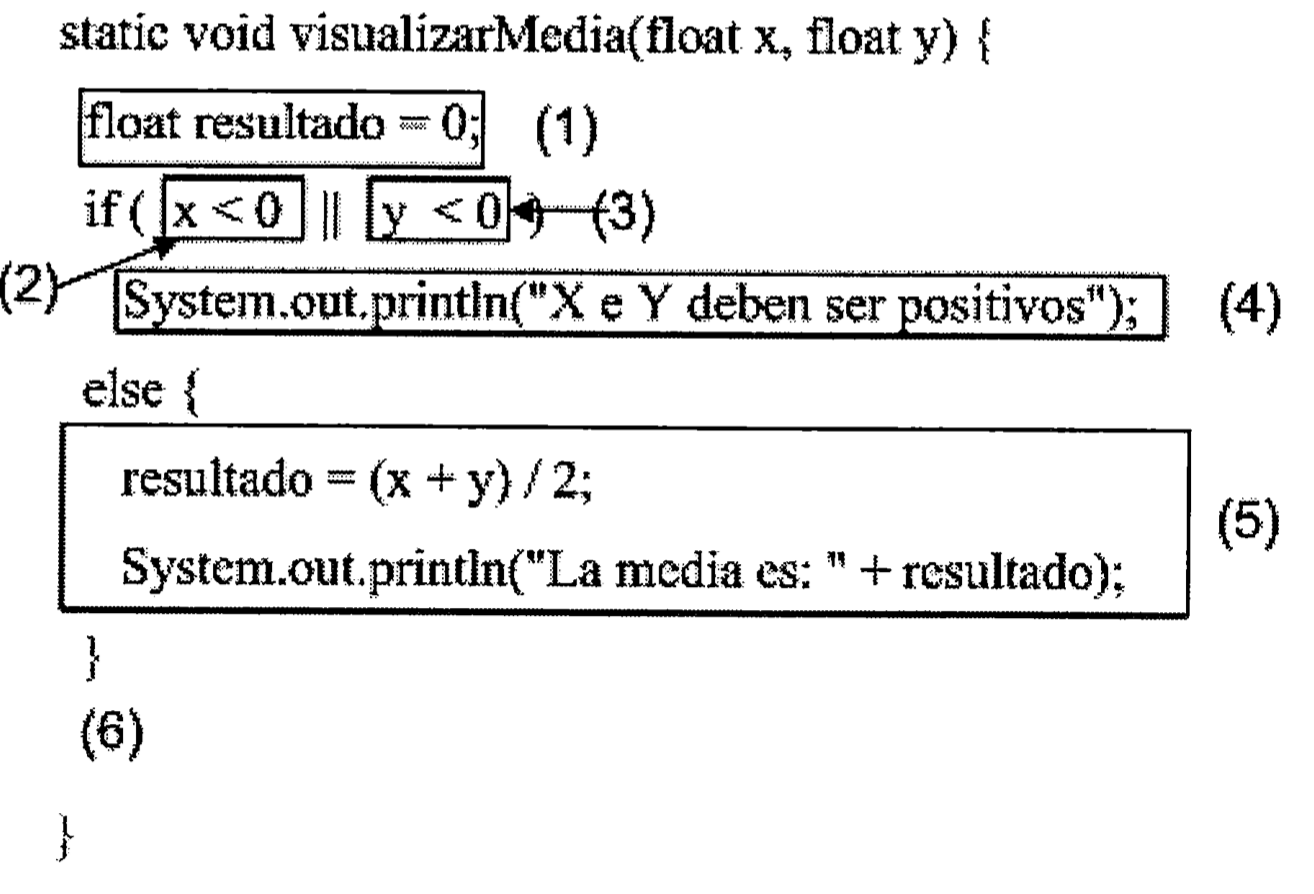 static void visualizarMedia(float x, float y) {
float resultado = 0; (1)
if ( x < 0 || y < 0 ) (3)
(2)
System.out.println("X e Y deben ser positivos"); (4)
else {
resultado = (x + y) / 2;
(5)
System.out.println("La media es: " + resultado);
}
(6)
}